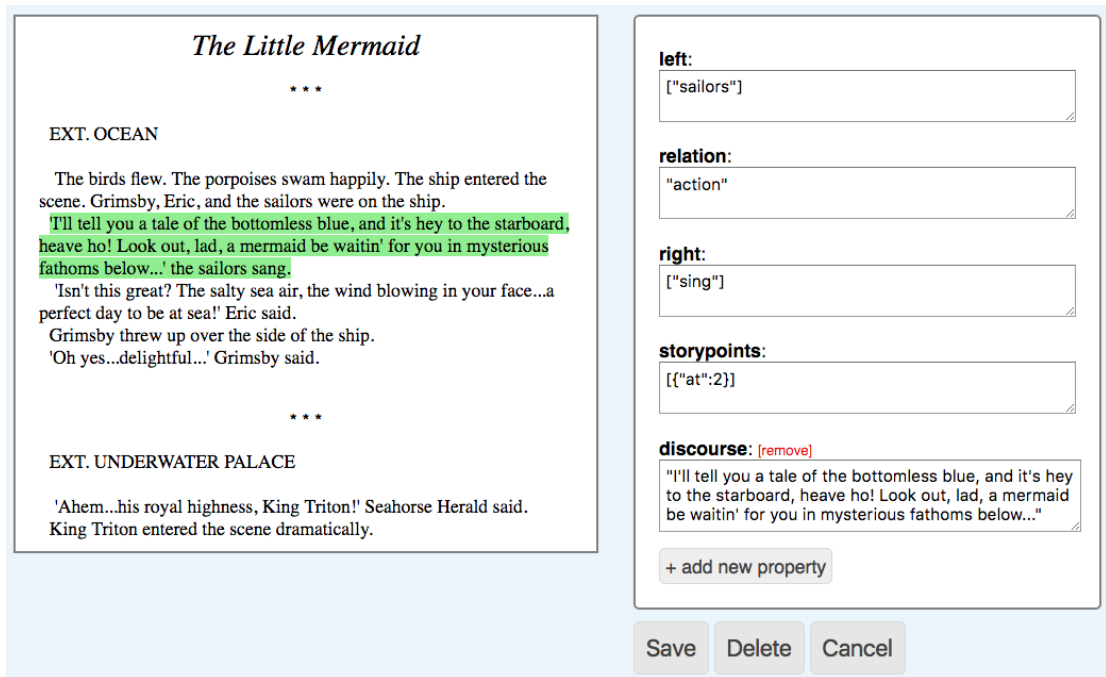 The Little Mermaid
* * *
EXT. OCEAN
The birds flew. The porpoises swam happily. The ship entered the
scene. Grimsby, Eric, and the sailors were on the ship.
'I'll tell you a tale of the bottomless blue, and it's hey to the starboard,
heave ho! Look out, lad, a mermaid be waitin' for you in mysterious
fathoms below...' the sailors sang.
'Isn't this great? The salty sea air, the wind blowing in your face...a
perfect day to be at sea!' Eric said.
Grimsby threw up over the side of the ship.
'Oh yes...delightful...' Grimsby said.
* * *
EXT. UNDERWATER PALACE
'Ahem...his royal highness, King Triton!' Seahorse Herald said.
King Triton entered the scene dramatically.
left:
["sailors"]
relation:
"action"
right:
["sing"]
storypoints:
[{"at":2}]
discourse: [remove]
"I'll tell you a tale of the bottomless blue, and it's hey
to the starboard, heave ho! Look out, lad, a mermaid
be waitin' for you in mysterious fathoms below..."
+ add new property
Save Delete Cancel